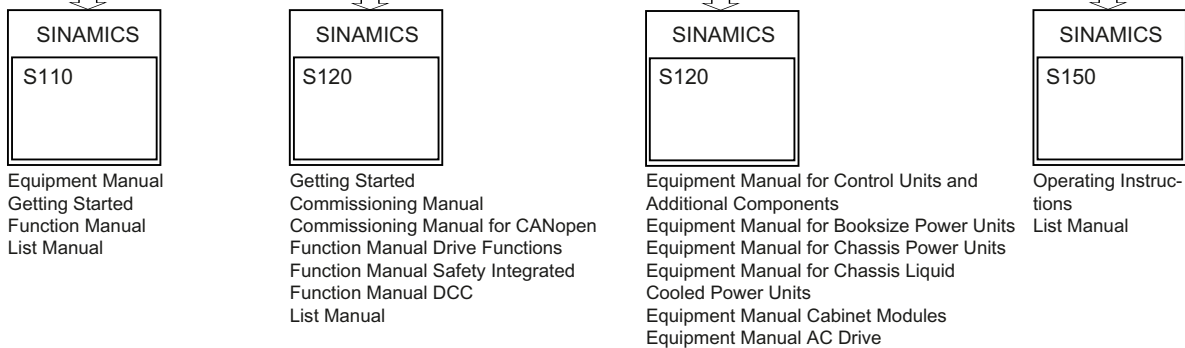 SINAMICS
S110
Equipment Manual
Getting Started
Function Manual
List Manual
SINAMICS
S120
Getting Started
Commissioning Manual
Commissioning Manual for CANopen
Function Manual Drive Functions
Function Manual Safety Integrated
Function Manual DCC
List Manual
SINAMICS
S120
Equipment Manual for Control Units and
Additional Components
Equipment Manual for Booksize Power Units
Equipment Manual for Chassis Power Units
Equipment Manual for Chassis Liquid
Cooled Power Units
Equipment Manual Cabinet Modules
Equipment Manual AC Drive
SINAMICS
S150
Operating Instruc-
tions
List Manual